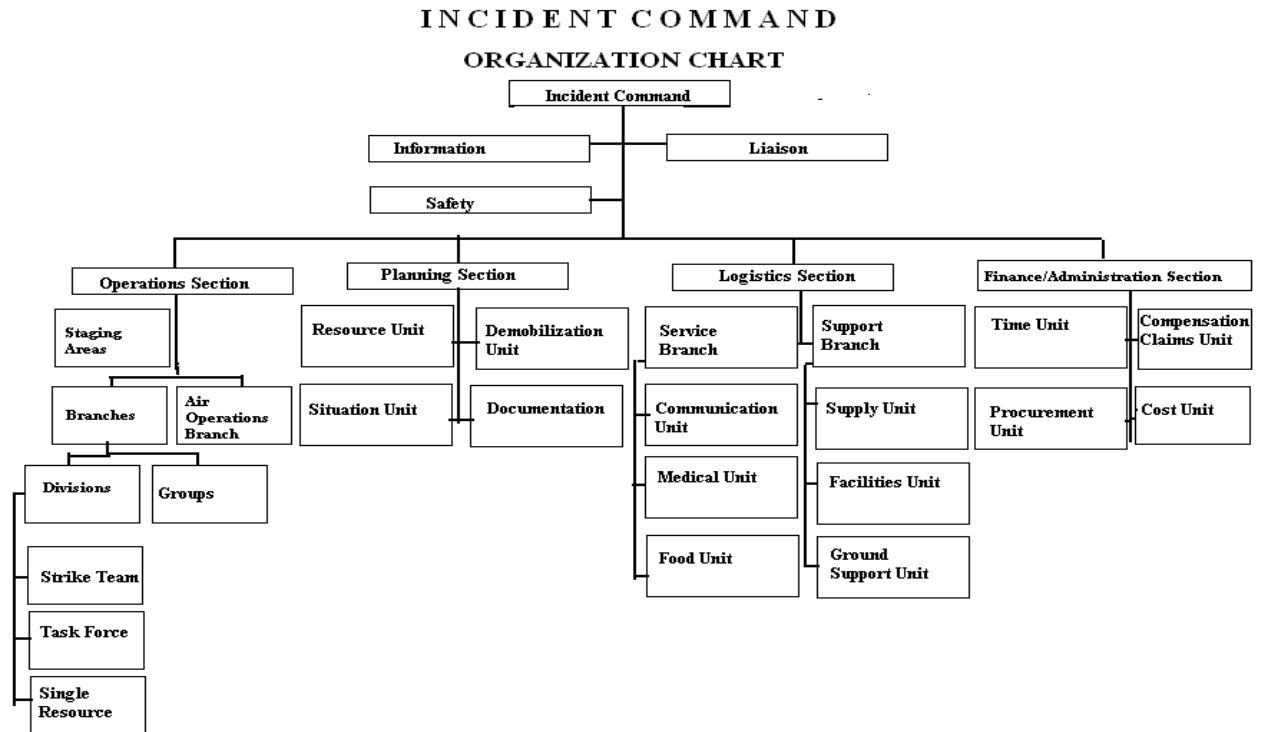 INCIDENT COMMAND
ORGANIZATION CHART
Incident Command
Information
Liaison
Safety
Operations Section
Planning Section
Logistics Section
Finance/Administration Section
Staging
Areas
Resource Unit
Demobilization
Unit
Service
Branch
Support
Branch
Time Unit
Compensation
Claims Unit
Branches
Air
Operations
Branch
Situation Unit
Documentation
Communication
Unit
Supply Unit
Procurement
Unit
Cost Unit
Divisions
Groups
Medical Unit
Facilities Unit
Strike Team
Food Unit
Ground
Support Unit
Task Force
Single
Resource